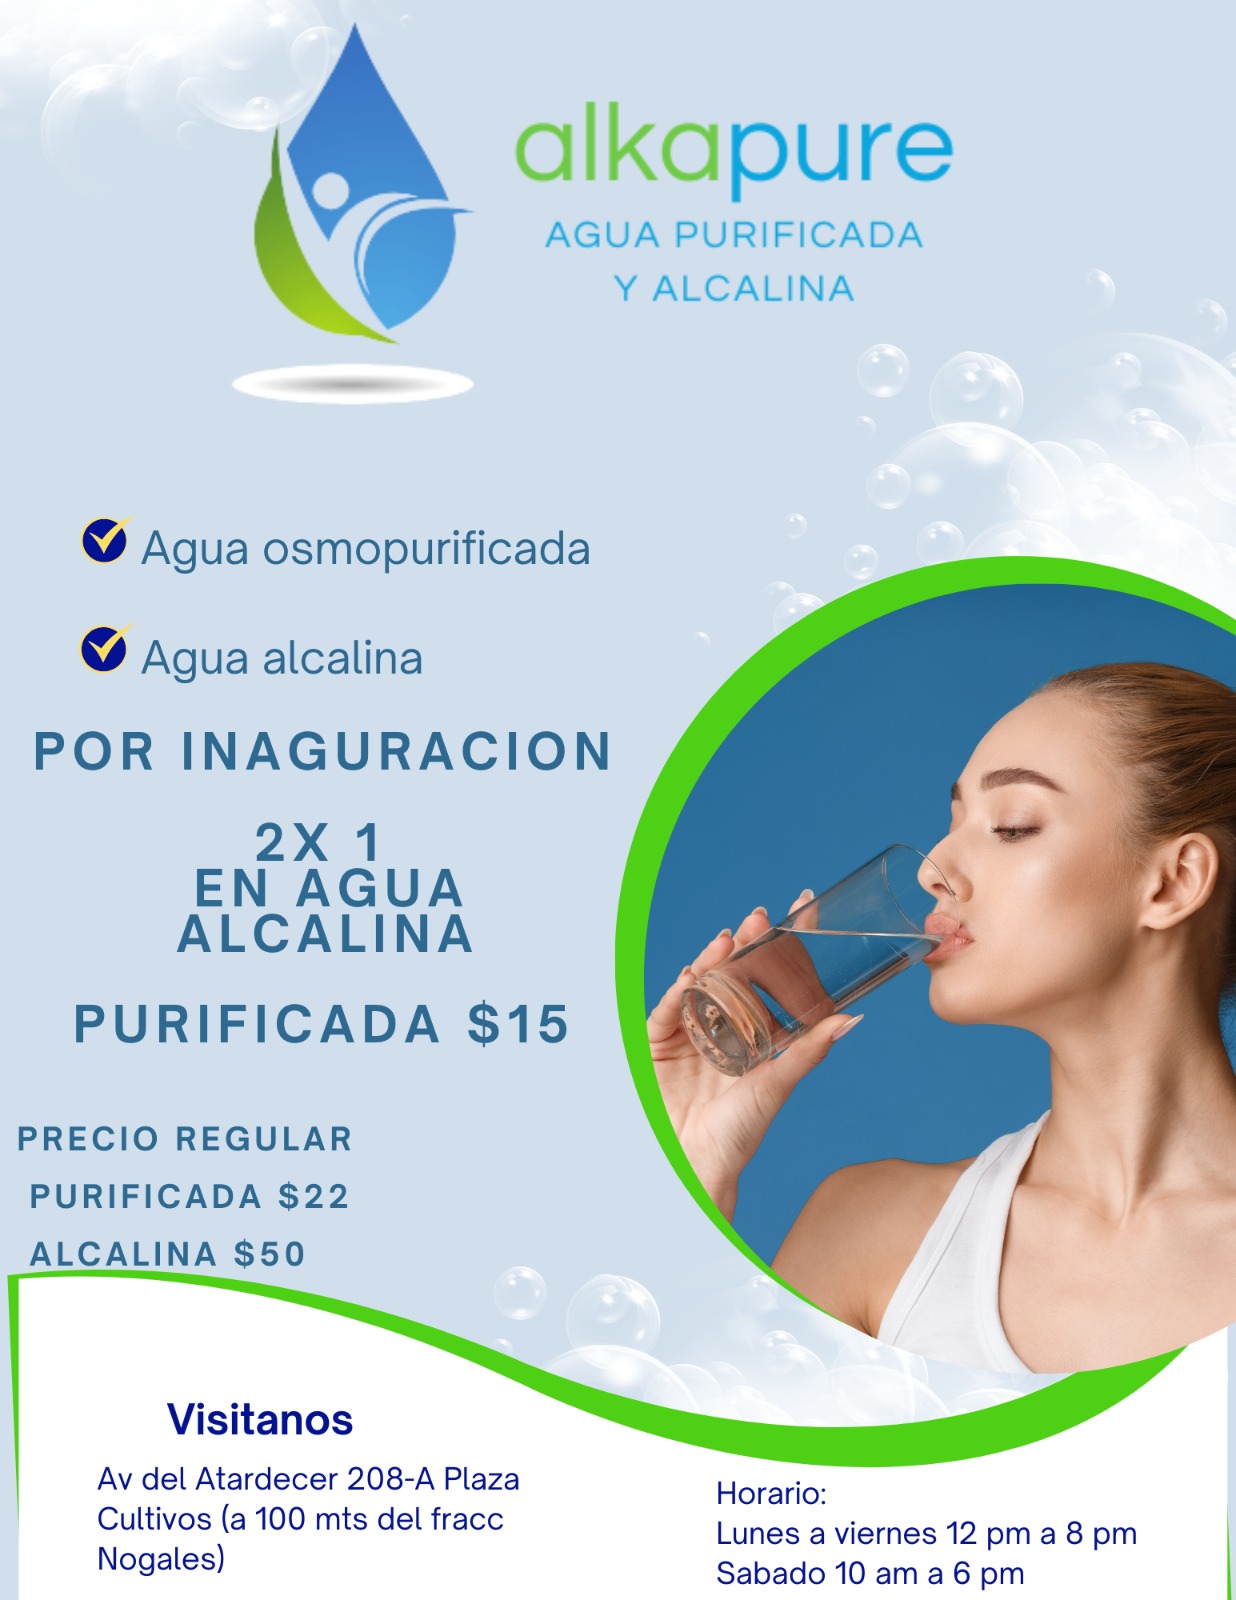 alkapure
AGUA PURIFICADA
Y ALCALINA
Agua osmopurificada
Agua alcalina
POR INAGURACION
2X 1
EN AGUA
ALCALINA
PURIFICADA $15
PRECIO REGULAR
PURIFICADA $22
ALCALINA $50
Visitanos
Av del Atardecer 208-A Plaza
Cultivos (a 100 mts del fracc
Nogales)
Horario:
Lunes a viernes 12 pm a 8 pm
Sabado 10 am a 6 pm